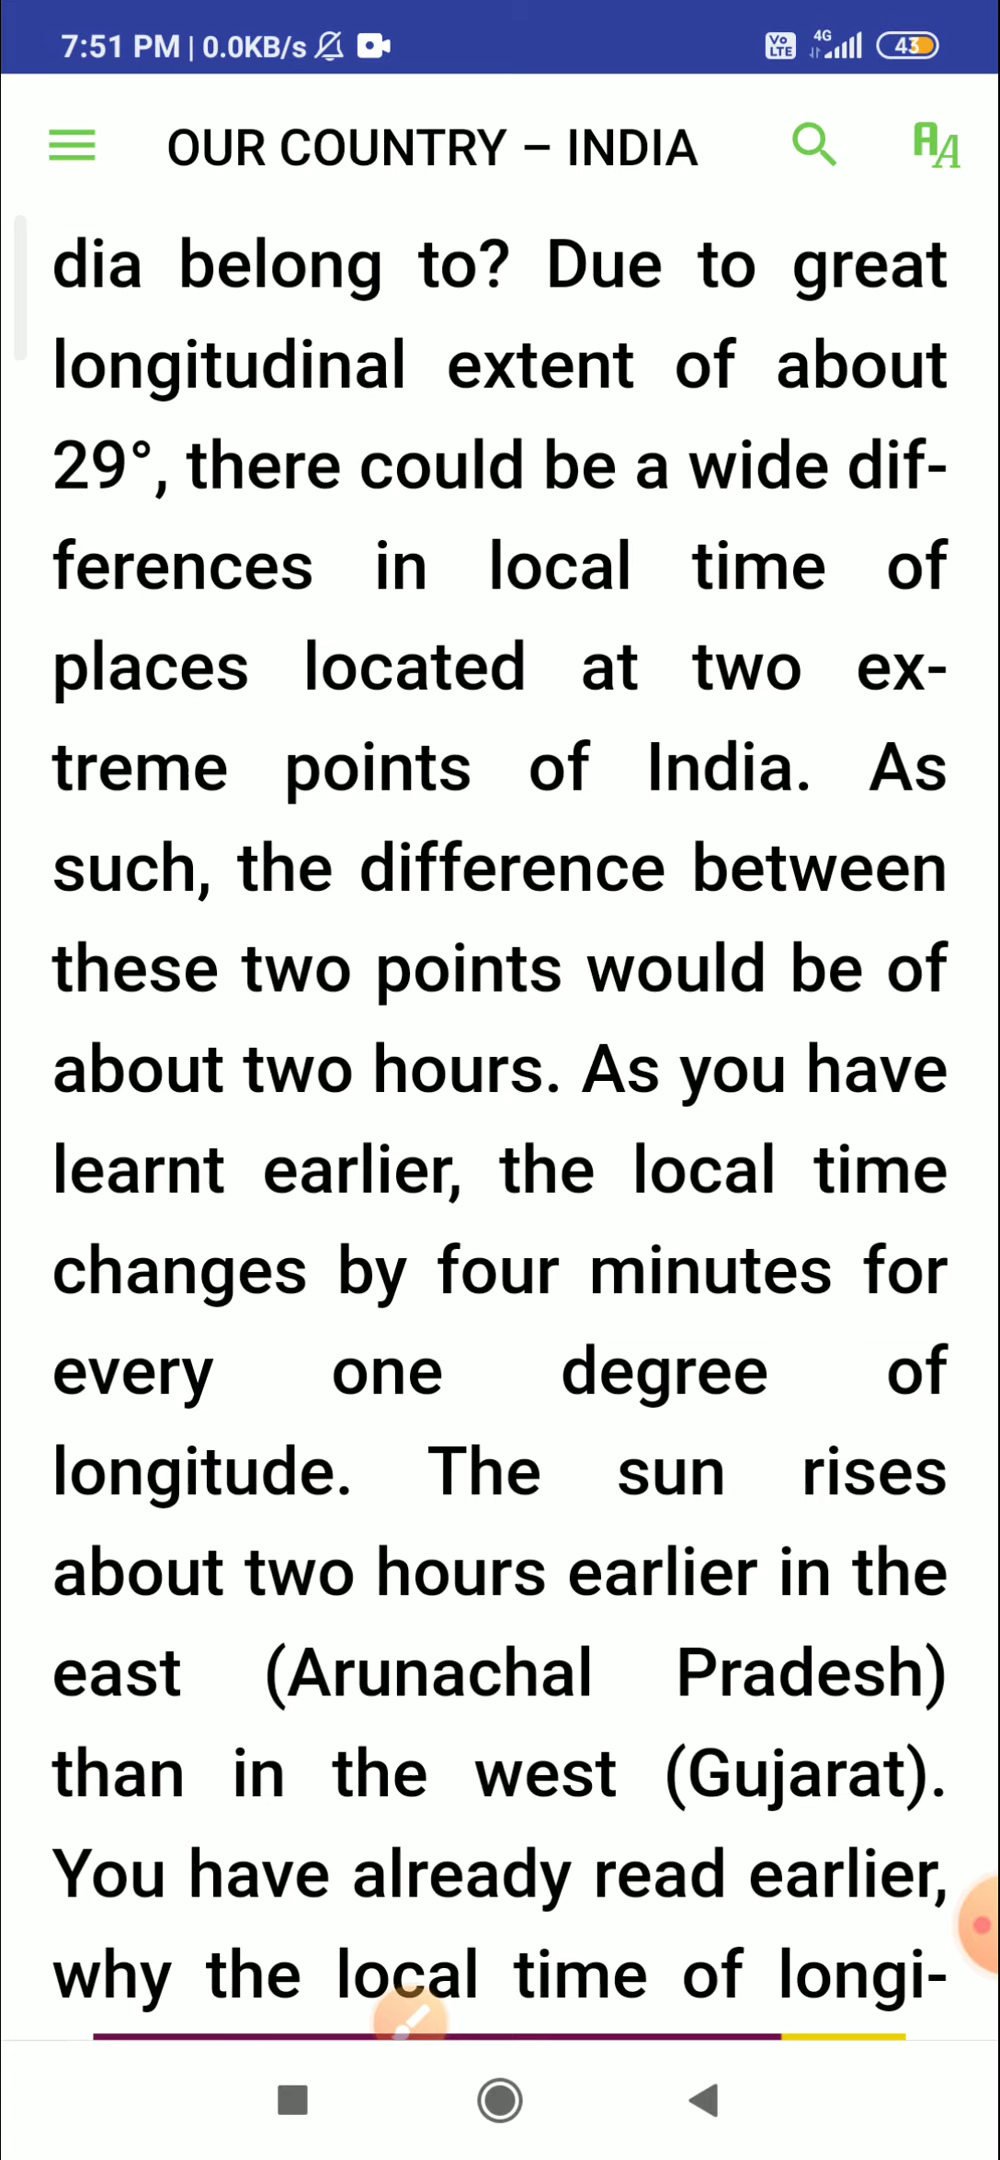 7:51 PM | 0.0KB/s Vo LTE 4G 43
OUR COUNTRY – INDIA
dia belong to? Due to great
longitudinal extent of about
29°, there could be a wide dif-
ferences in local time of
places located at two ex-
treme points of India. As
such, the difference between
these two points would be of
about two hours. As you have
learnt earlier, the local time
changes by four minutes for
every one degree of
longitude. The sun rises
about two hours earlier in the
east (Arunachal Pradesh)
than in the west (Gujarat).
You have already read earlier,
why the local time of longi-